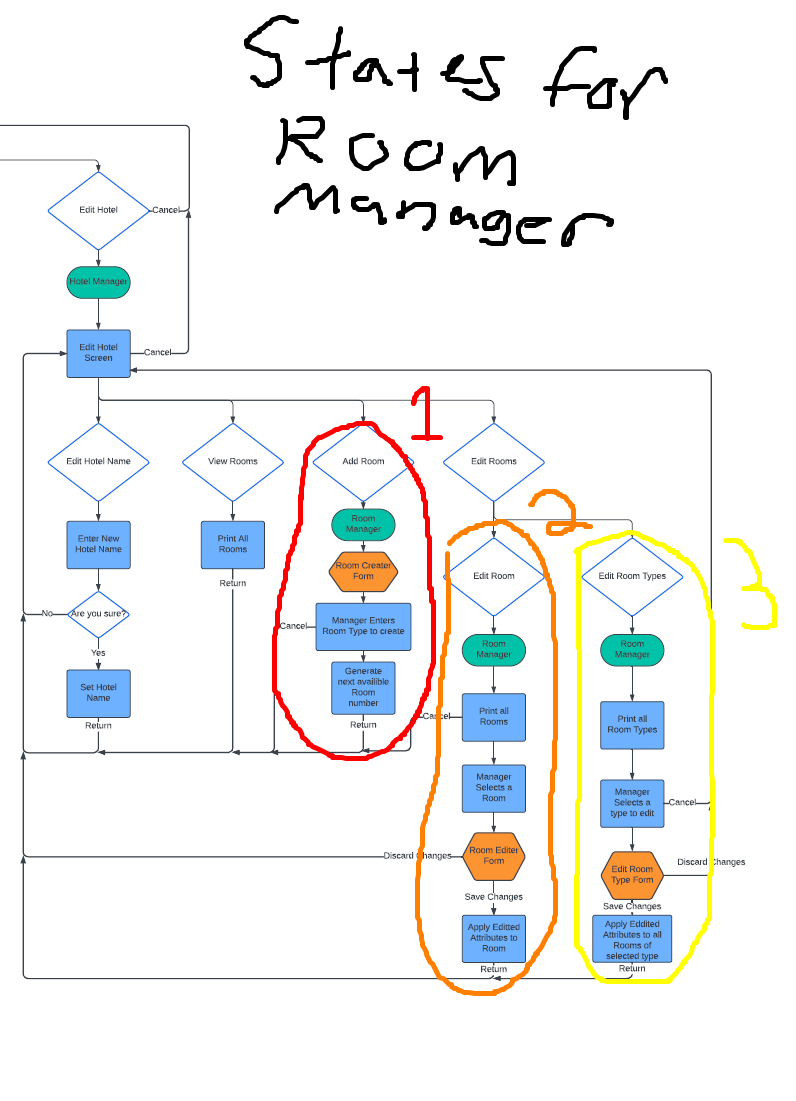 States for
Room
Manager
Edit Hotel
Cancel
Hotel Manager
Edit Hotel
Screen
Cancel
1
Edit Hotel Name
View Rooms
Add Room
Edit Rooms
2
Enter New
Hotel Name
Print All
Rooms
Room
Manager
3
Return
Room Creater
Form
Edit Room
Edit Room Types
No
Are you sure?
Cancel
Manager Enters
Room Type to create
Yes
Room
Manager
Room
Manager
Set Hotel
Name
Generate
next availible
Room
number
Return
Return
Cancel
Print all
Rooms
Print all
Room Types
Manager
Selects a
Room
Manager
Selects a
type to edit
Cancel
Discard Changes
Room Editer
Form
Edit Room
Type Form
Discard Changes
Save Changes
Save Changes
Apply Editted
Attributes to
Room
Apply Eddited
Attributes to all
Rooms of
selected type
Return
Return